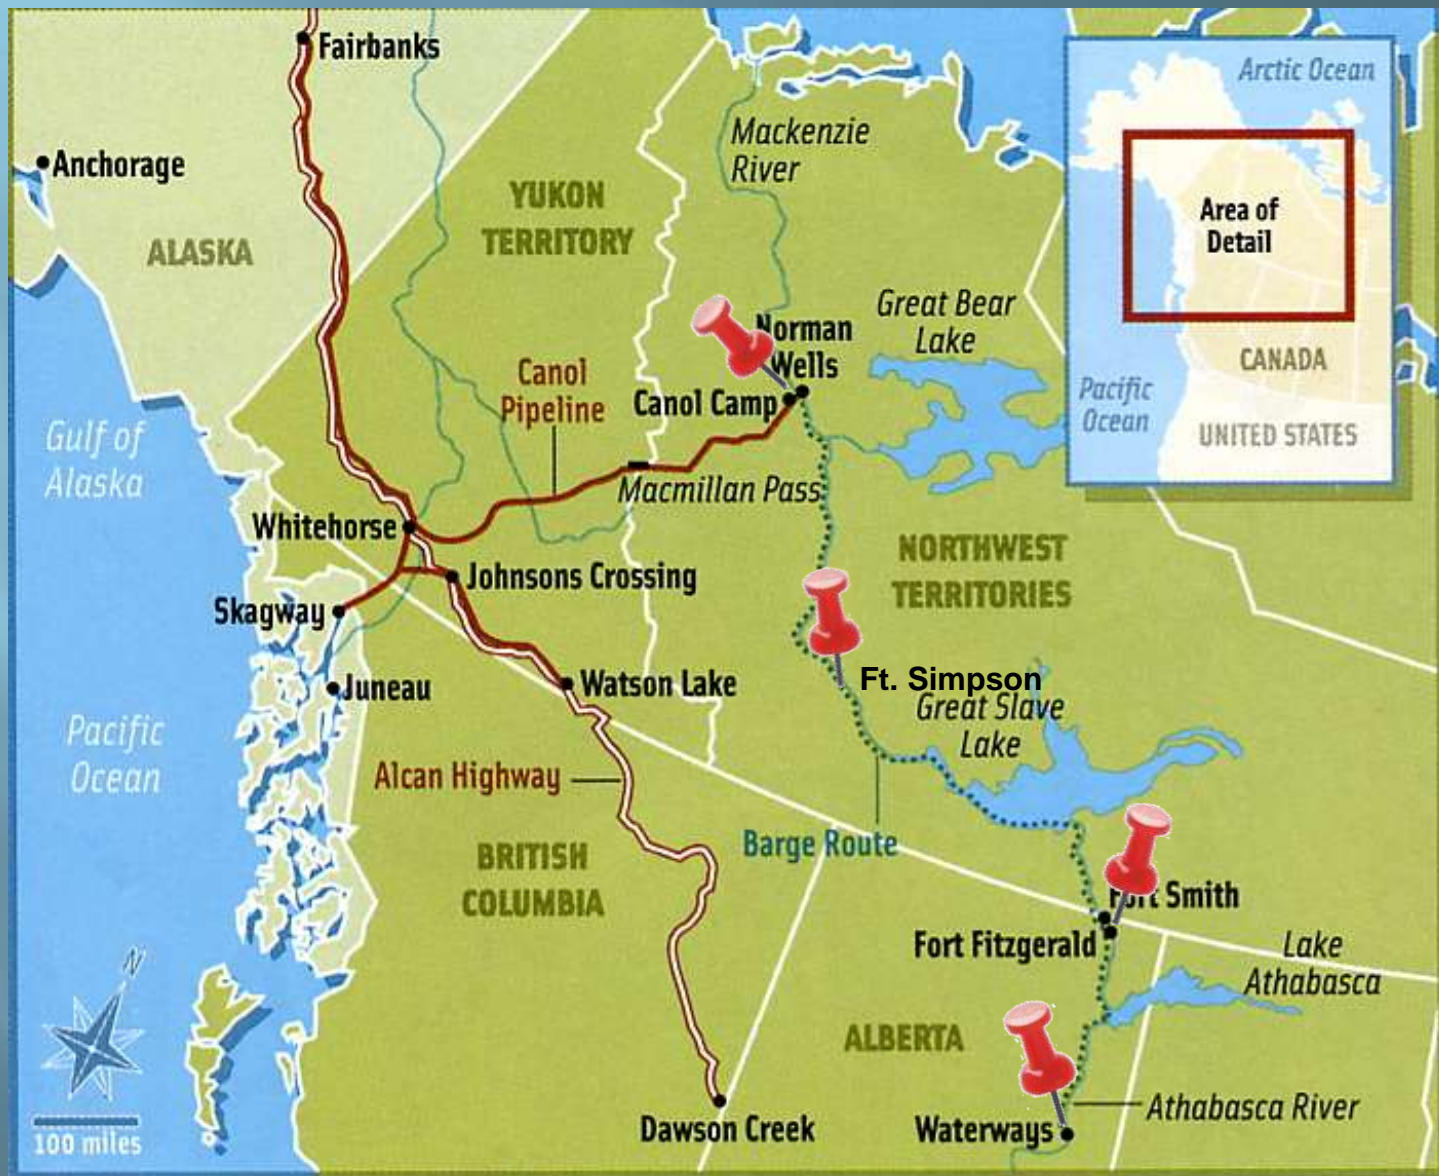 Fairbanks
Anchorage
ALASKA
YUKON
TERRITORY
Mackenzie
River
Arctic Ocean
Area of
Detail
CANADA
Pacific
Ocean
UNITED STATES
Great Bear
Lake
Norman
Wells
Canol
Pipeline
Canol Camp
Gulf of
Alaska
Macmillan Pass
Whitehorse
Johnsons Crossing
NORTHWEST
TERRITORIES
Skagway
Juneau
Watson Lake
Ft. Simpson
Great Slave
Lake
Pacific
Ocean
Alcan Highway
Barge Route
BRITISH
COLUMBIA
Fort Smith
Fort Fitzgerald
Lake
Athabasca
N
ALBERTA
100 miles
Dawson Creek
Athabasca River
Waterways